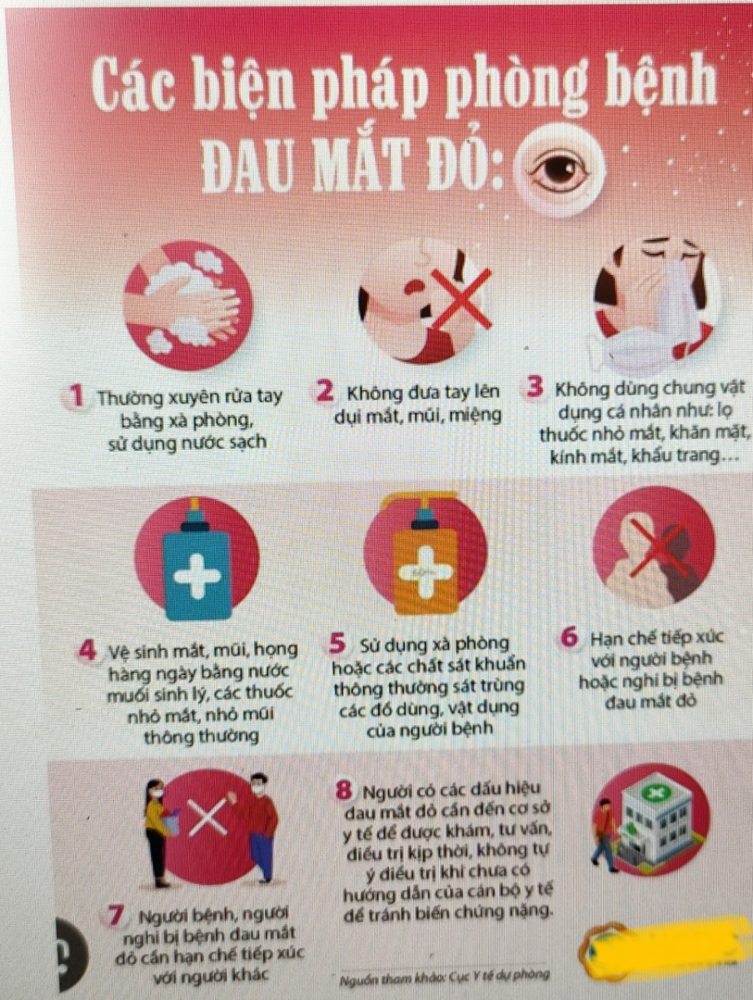 Các biện pháp phòng bệnh
ĐAU MẮT ĐỎ:
1 Thường xuyên rửa tay
bằng xà phòng,
sử dụng nước sạch
2 Không đưa tay lên
dụi mắt, mũi, miệng
3 Không dùng chung vật
dụng cá nhân như: lọ
thuốc nhỏ mắt, khăn mặt,
kính mắt, khẩu trang...
4 Vệ sinh mắt, mũi, họng
hàng ngày bằng nước
muối sinh lý, các thuốc
nhỏ mắt, nhỏ mũi
thông thường
5 Sử dụng xà phòng
hoặc các chất sát khuẩn
thông thường sát trùng
các đồ dùng, vật dụng
của người bệnh
6 Hạn chế tiếp xúc
với người bệnh
hoặc nghi bị bệnh
đau mắt đỏ
7 Người bệnh, người
nghi bị bệnh đau mắt
đỏ cần hạn chế tiếp xúc
với người khác
8 Người có các dấu hiệu
đau mắt đỏ cần đến cơ sở
y tế để được khám, tư vấn,
điều trị kịp thời, không tự
ý điều trị khi chưa có
hướng dẫn của cán bộ y tế
để tránh biến chứng nặng.
Nguồn tham khảo: Cục Y tế dự phòng